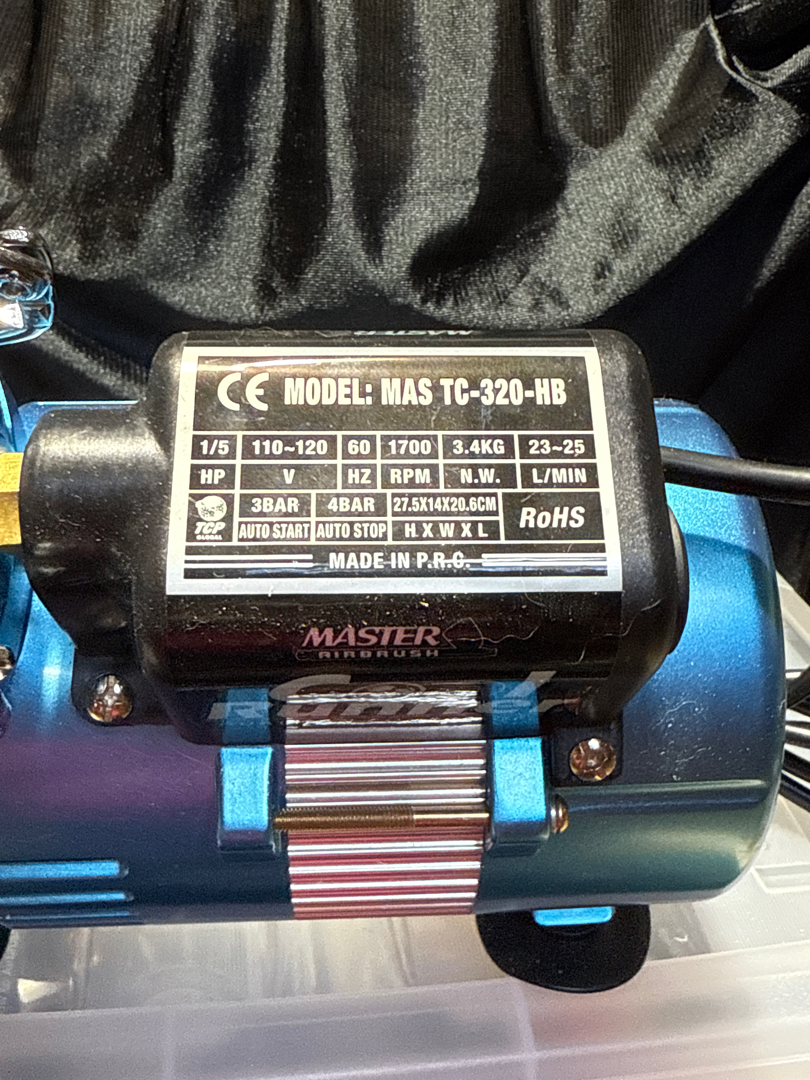 CE MODEL: MAS TC-320-HB
1/5 110~120 60 1700 3.4KG 23~25
HP V HZ RPM N.W. L/MIN
TCP GLOBAL 3BAR 4BAR 27.5X14X20.6CM RoHS
AUTO START AUTO STOP H X W X L
MADE IN P.R.C.
MASTER
AIRBRUSH